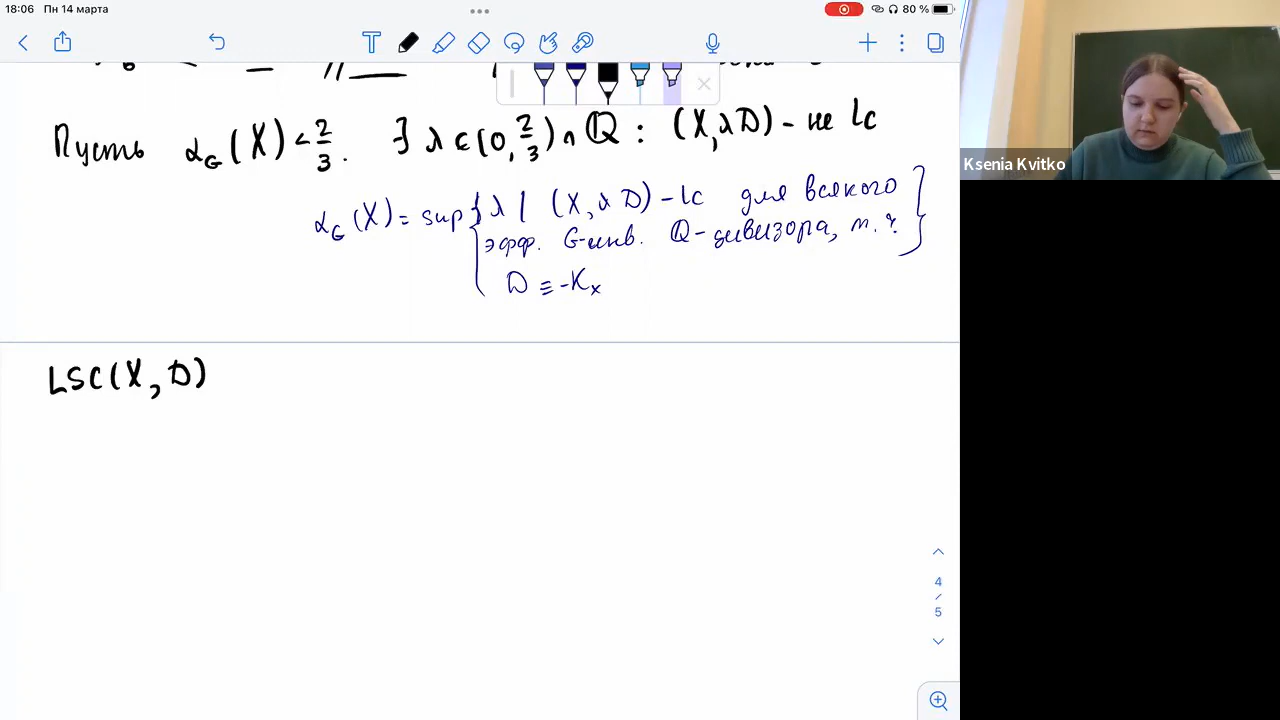 18:06 Пн 14 марта
80 %
Пусть α_G(X) < 2/3. ∃ λ ∈ (0, 2/3) ∩ ℚ : (X, λD) - не lc
α_G(X) = sup { λ | (X, λD) - lc для всякого
эфф. G-инв. ℚ-дивизора, т.ч. }
D ≡ -K_X
LSC(X, D)
4
/
5
Ksenia Kvitko